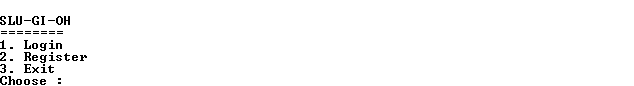 SLU-GI-OH
========
1. Login
2. Register
3. Exit
Choose :